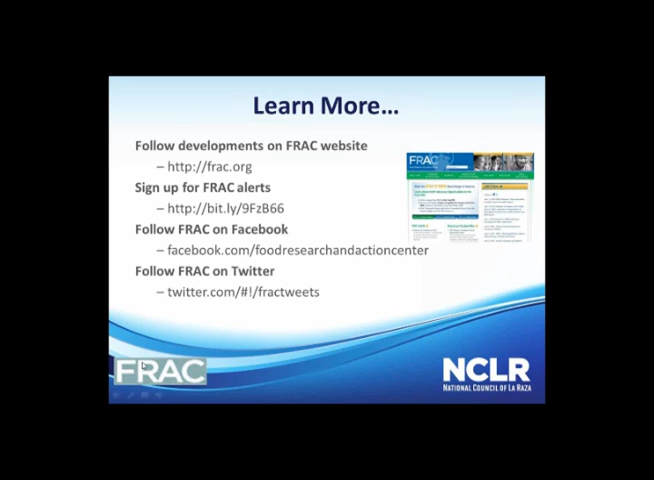 Learn More...
Follow developments on FRAC website
– http://frac.org
Sign up for FRAC alerts
– http://bit.ly/9FzB66
Follow FRAC on Facebook
– facebook.com/foodresearchandactioncenter
Follow FRAC on Twitter
– twitter.com/#!/fractweets
FRAC
FRAC
NCLR
NATIONAL COUNCIL OF LA RAZA